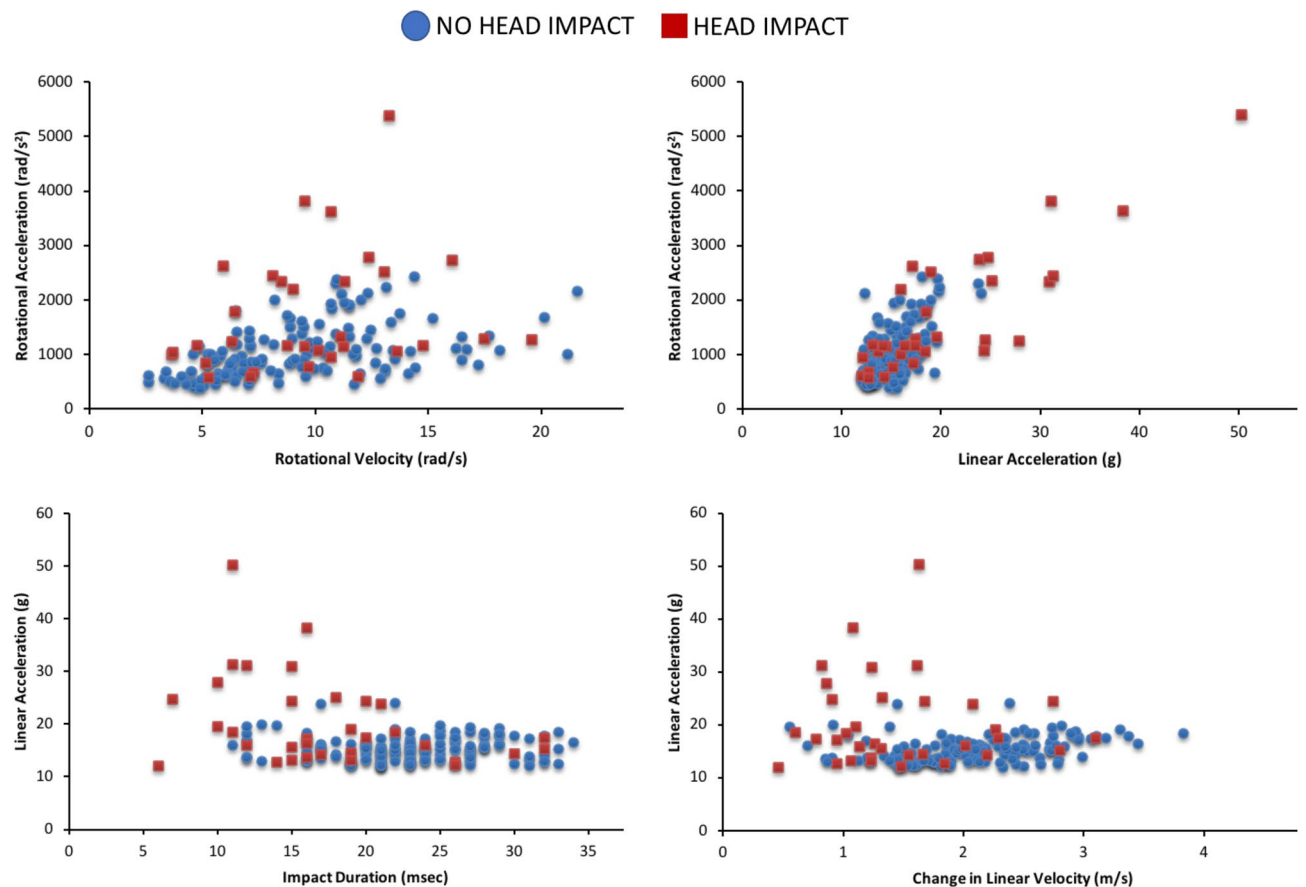 NO HEAD IMPACT HEAD IMPACT
Rotational Acceleration (rad/s²)
6000
5000
4000
3000
2000
1000
0
0 5 10 15 20
Rotational Velocity (rad/s)
Rotational Acceleration (rad/s²)
6000
5000
4000
3000
2000
1000
0
0 10 20 30 40 50
Linear Acceleration (g)
Linear Acceleration (g)
60
50
40
30
20
10
0
0 5 10 15 20 25 30 35
Impact Duration (msec)
Linear Acceleration (g)
60
50
40
30
20
10
0
1 2 3 4
Change in Linear Velocity (m/s)